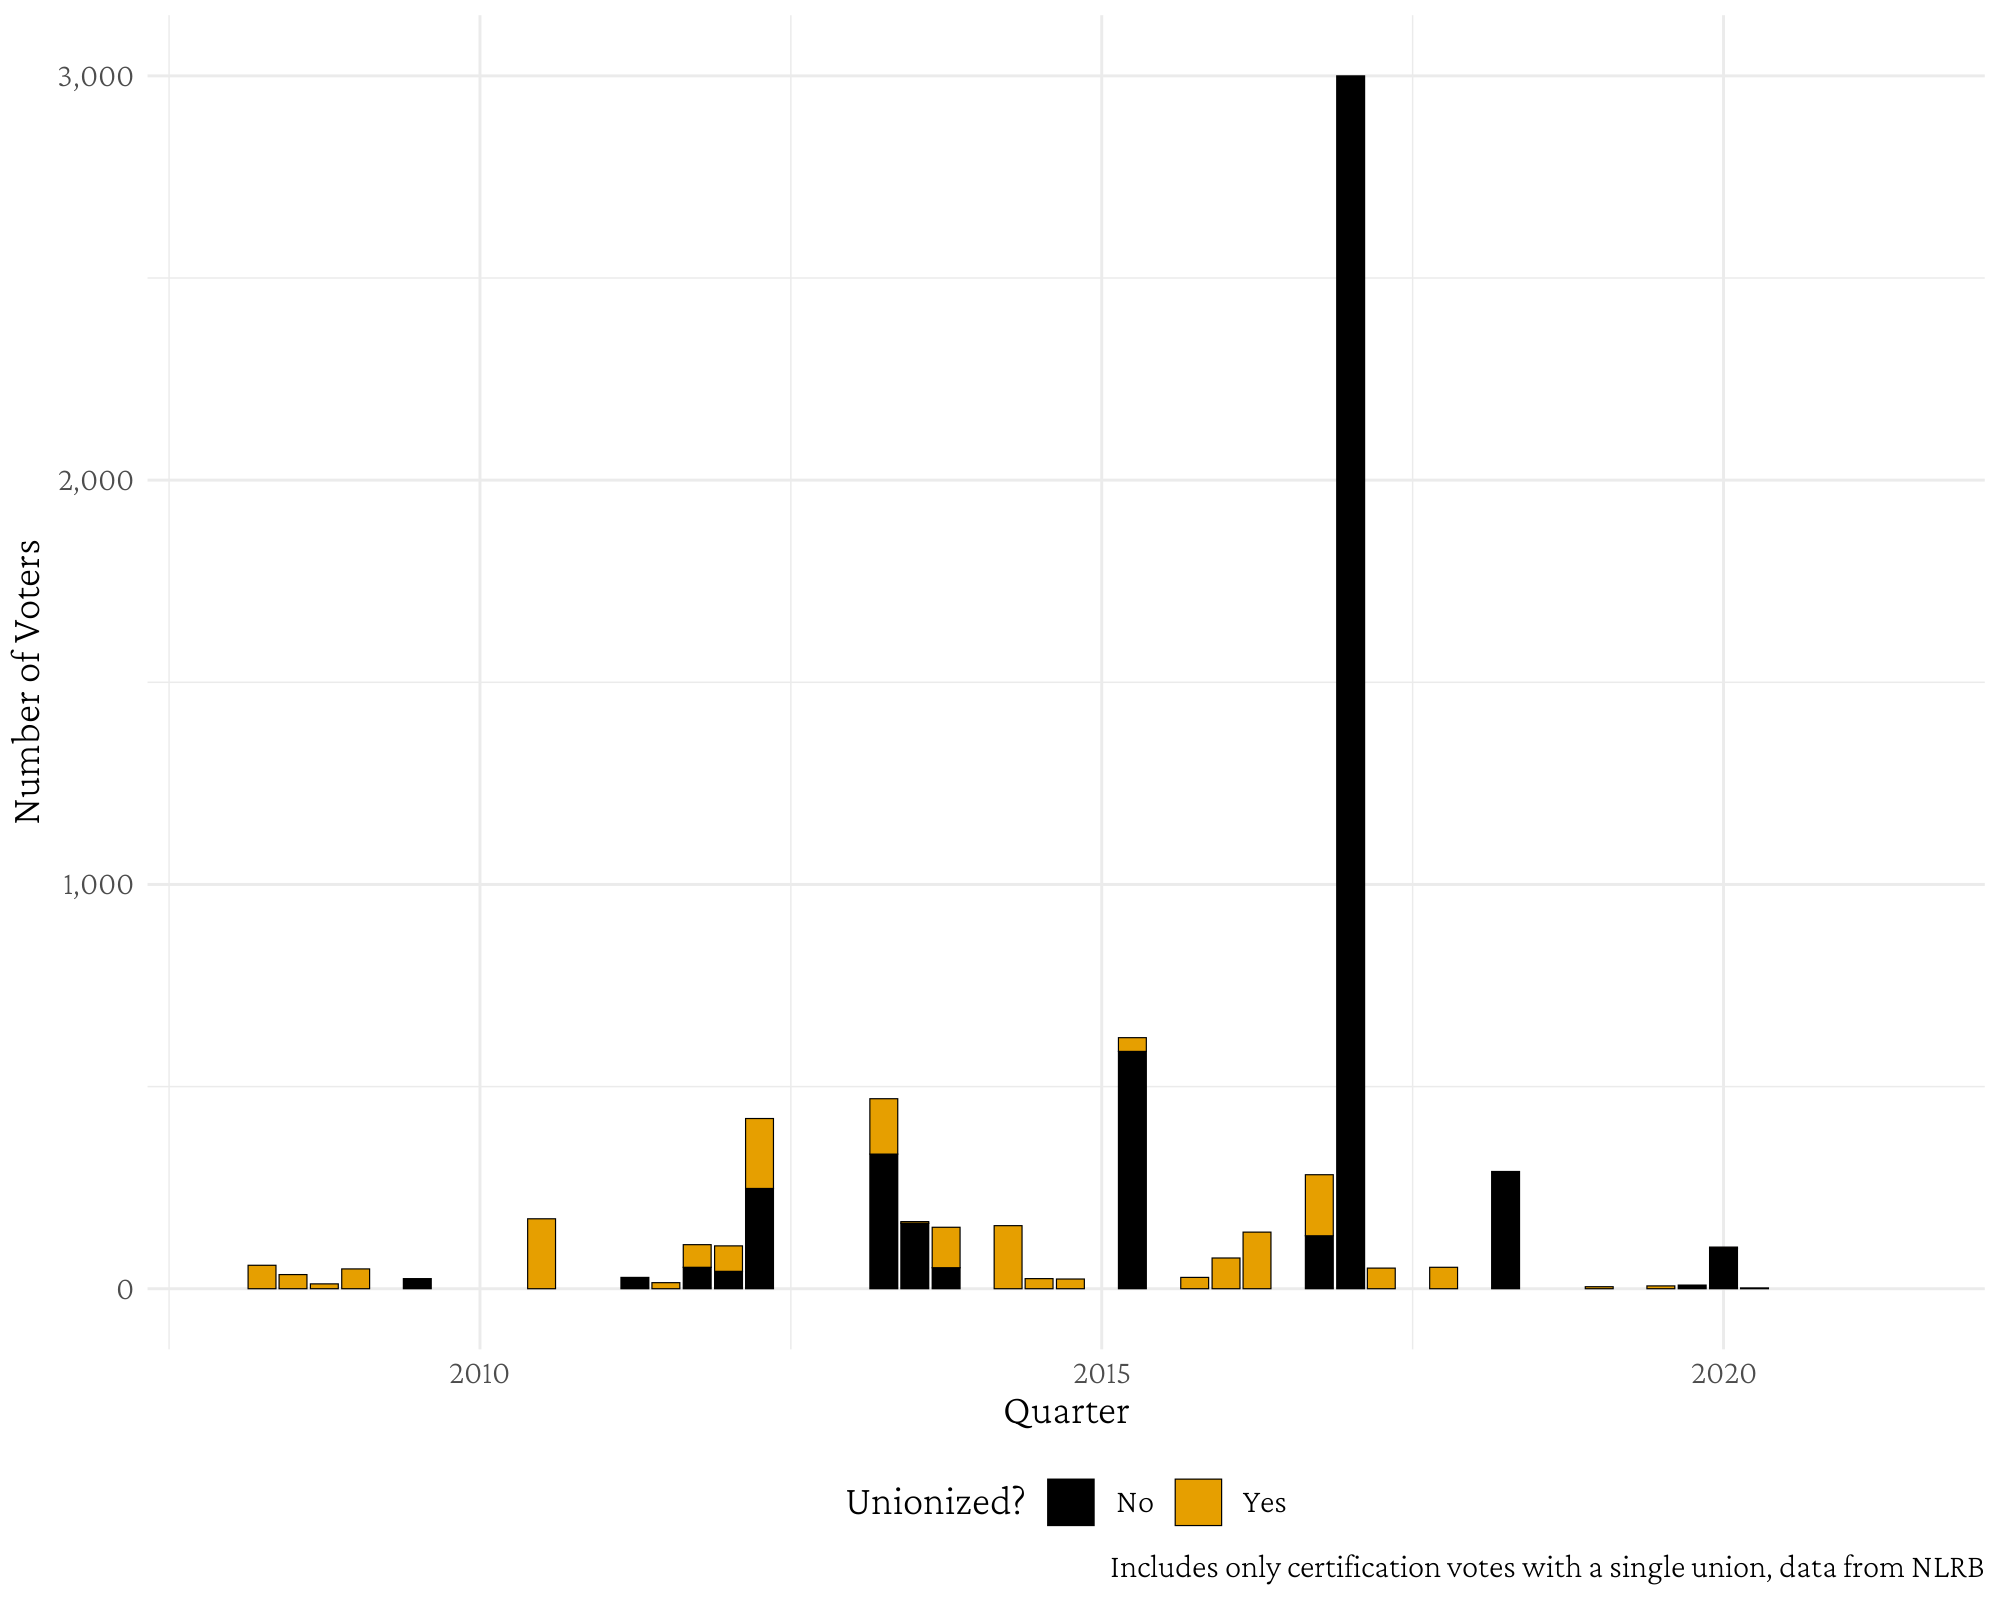 3,000
2,000
1,000
0
Number of Voters
2010
2015
2020
Quarter
Unionized?
No
Yes
Includes only certification votes with a single union, data from NLRB